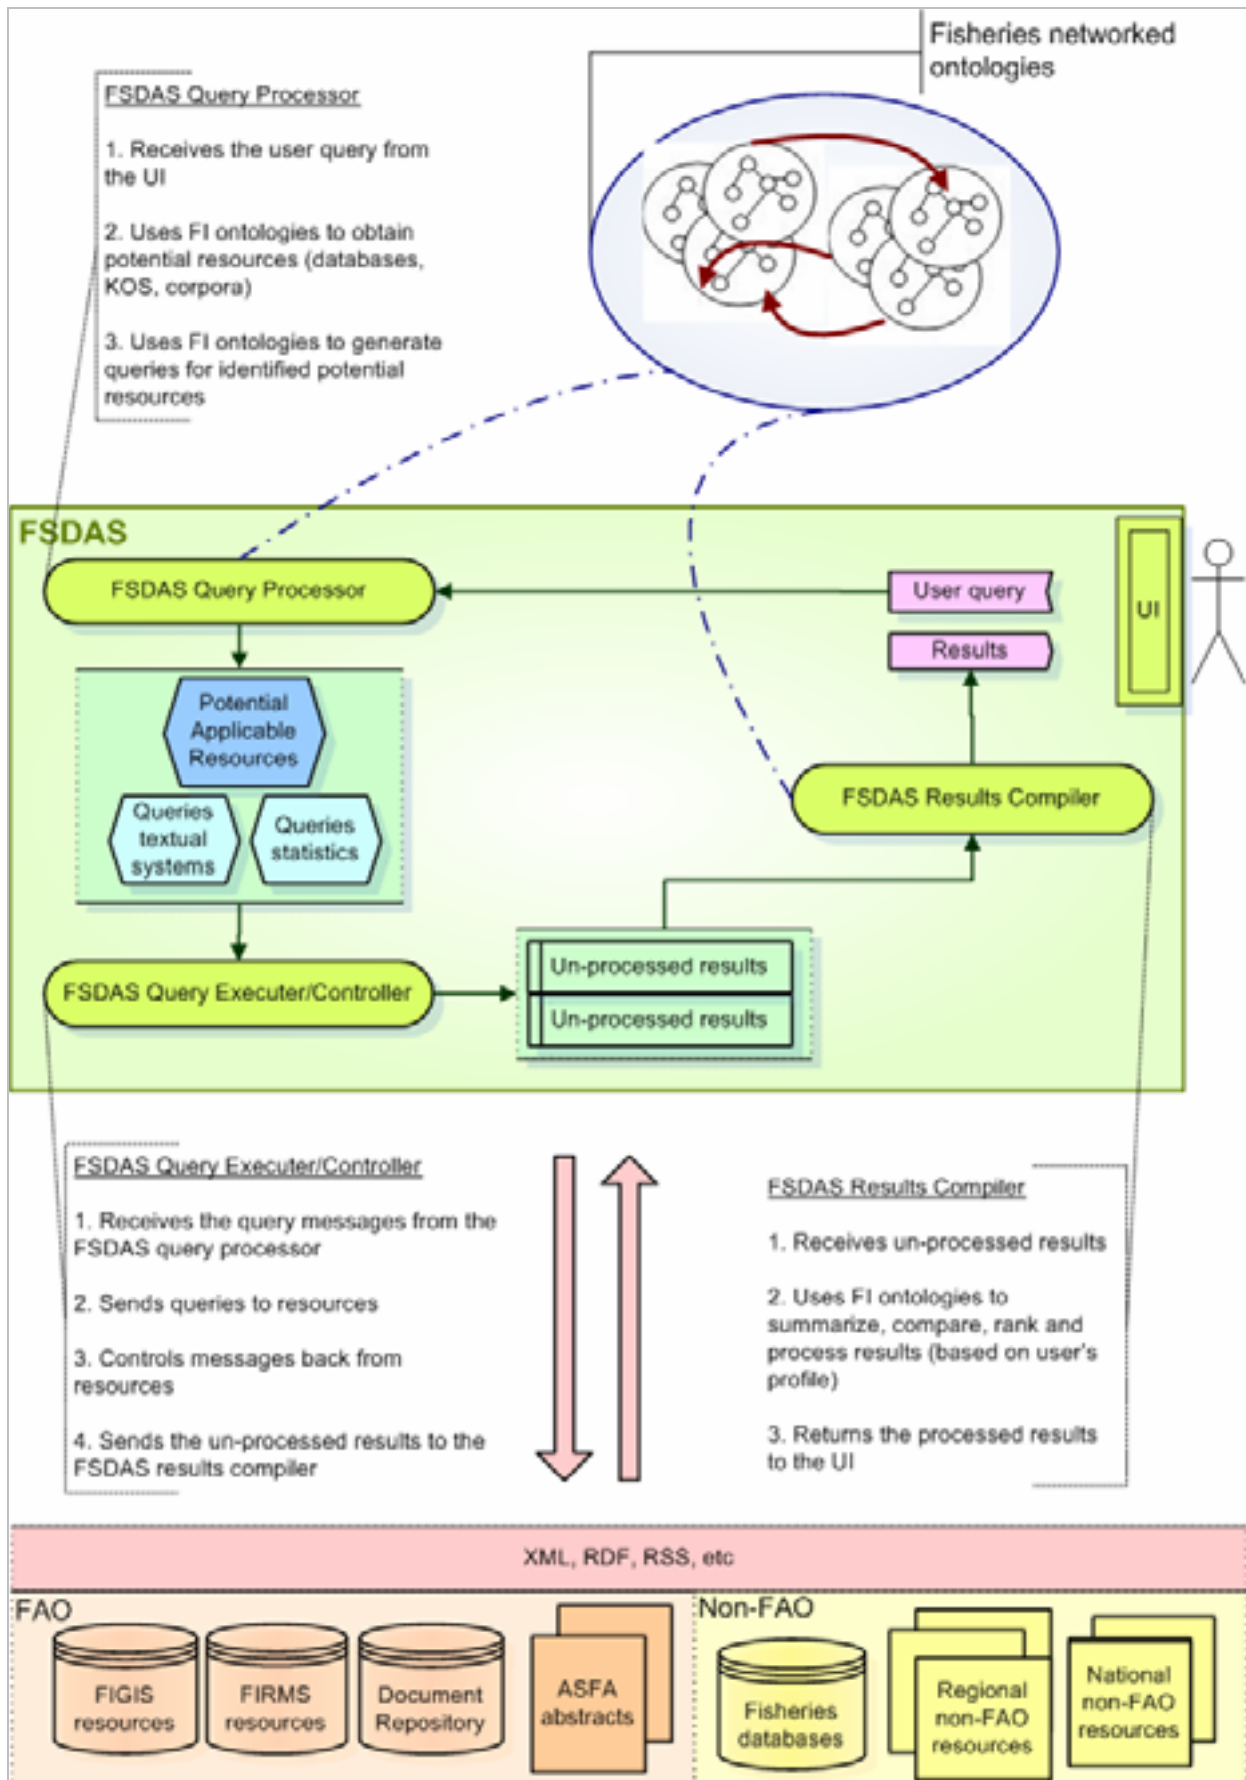 Fisheries networked
ontologies
FSDAS Query Processor
1. Receives the user query from
the UI
2. Uses FI ontologies to obtain
potential resources (databases,
KOS, corpora)
3. Uses FI ontologies to generate
queries for identified potential
resources
FSDAS
FSDAS Query Processor
User query
Results
UI
Potential
Applicable
Resources
Queries
textual
systems
Queries
statistics
FSDAS Results Compiler
FSDAS Query Executer/Controller
Un-processed results
Un-processed results
FSDAS Query Executer/Controller
1. Receives the query messages from the
FSDAS query processor
2. Sends queries to resources
3. Controls messages back from
resources
4. Sends the un-processed results to the
FSDAS results compiler
FSDAS Results Compiler
1. Receives un-processed results
2. Uses FI ontologies to
summarize, compare, rank and
process results (based on user's
profile)
3. Returns the processed results
to the UI
XML, RDF, RSS, etc
FAO
FIGIS
resources
FIRMS
resources
Document
Repository
ASFA
abstracts
Non-FAO
Fisheries
databases
Regional
non-FAO
resources
National
non-FAO
resources